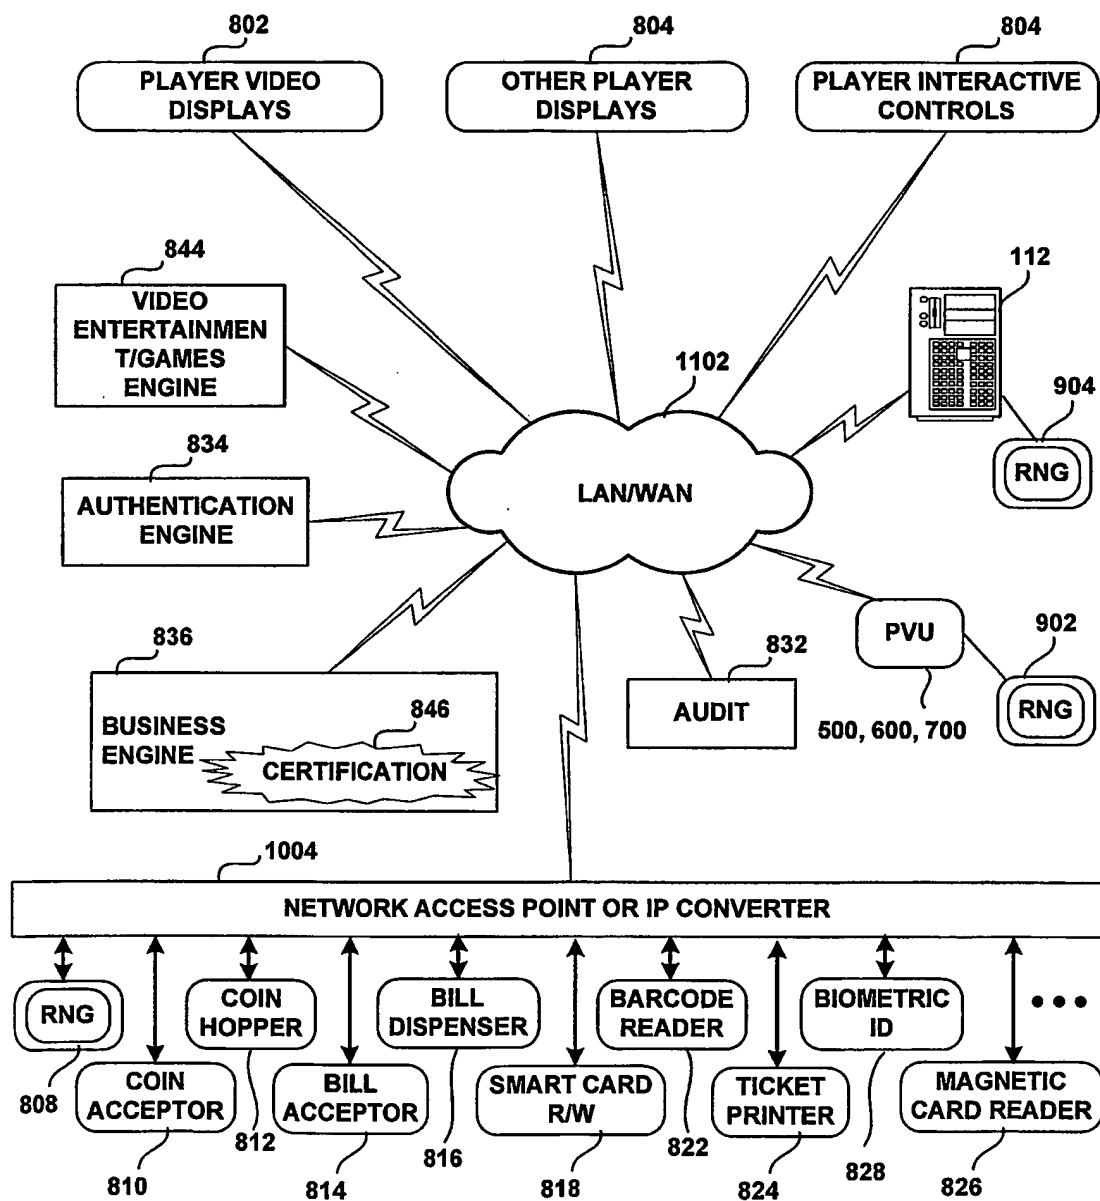 802
804
804
PLAYER VIDEO
DISPLAYS
OTHER PLAYER
DISPLAYS
PLAYER INTERACTIVE
CONTROLS
844
VIDEO
ENTERTAINMEN
T/GAMES
ENGINE
112
1102
904
RNG
834
AUTHENTICATION
ENGINE
LAN/WAN
836
BUSINESS
ENGINE
846
CERTIFICATION
832
AUDIT
PVU
500, 600, 700
902
RNG
1004
NETWORK ACCESS POINT OR IP CONVERTER
RNG
COIN
HOPPER
BILL
DISPENSER
BARCODE
READER
BIOMETRIC
ID
COIN
ACCEPTOR
BILL
ACCEPTOR
SMART CARD
R/W
TICKET
PRINTER
MAGNETIC
CARD READER
808
812
816
822
828
810
814
818
824
826